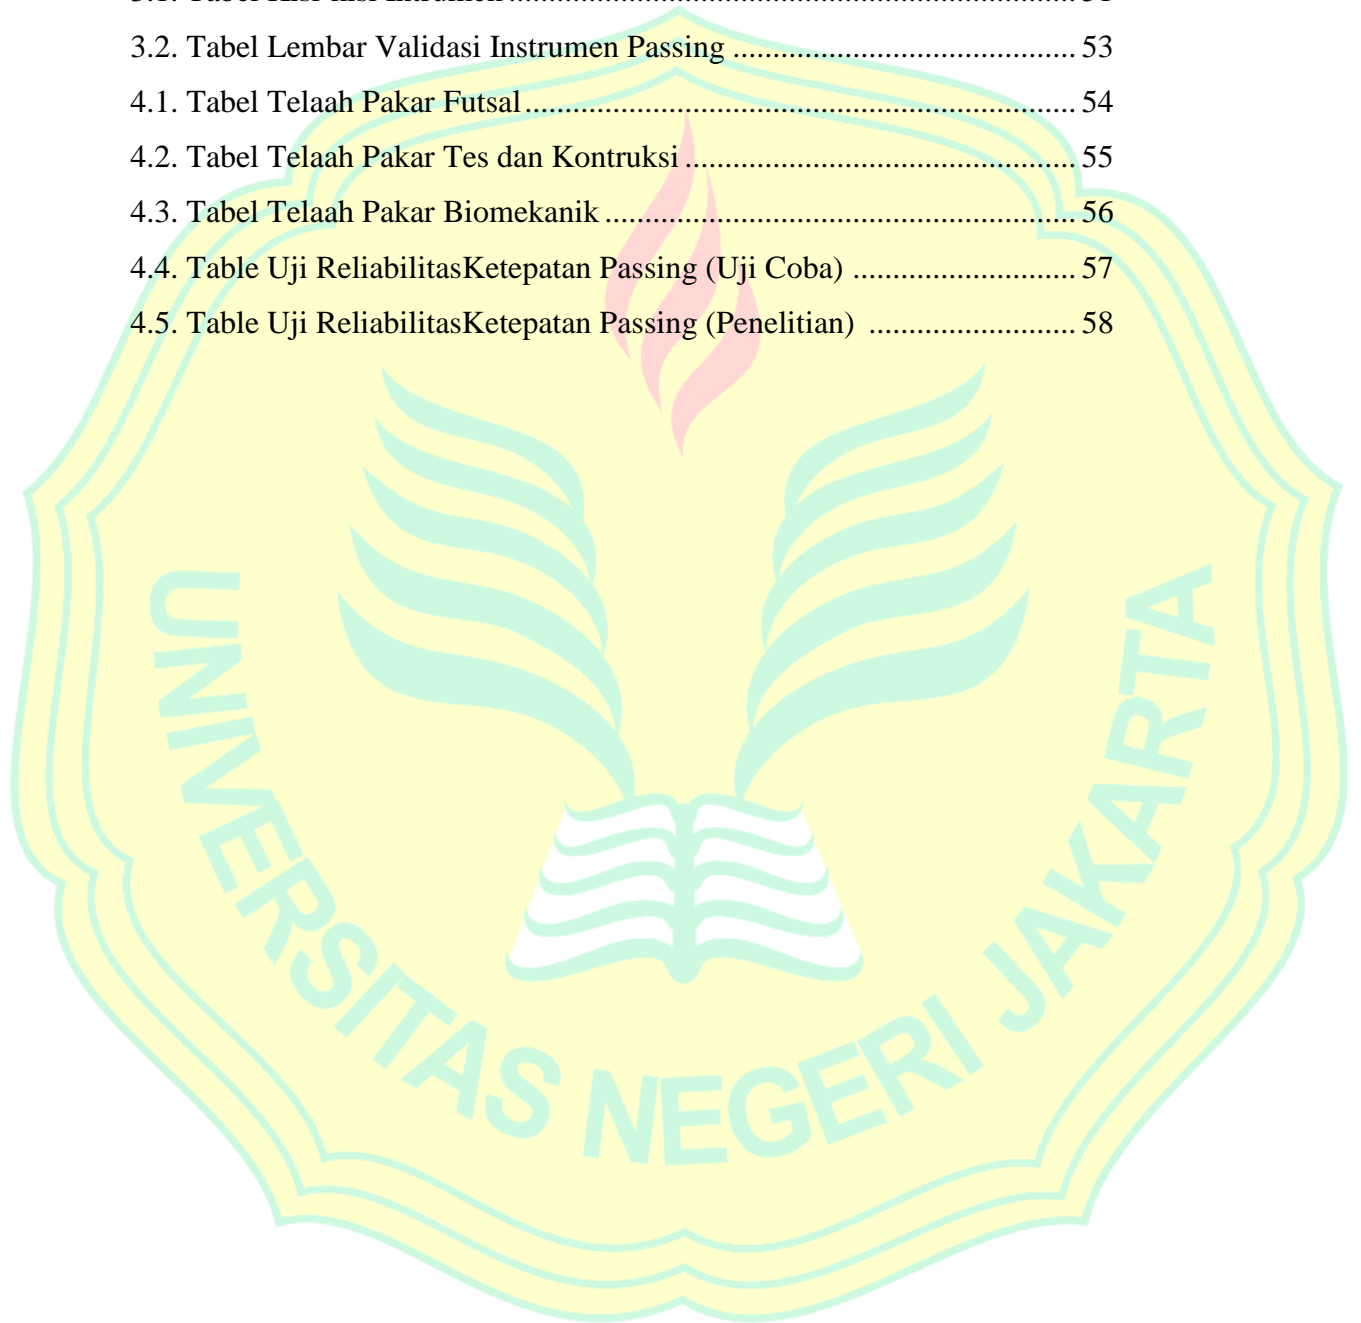 3.2. Tabel Lembar Validasi Instrumen Passing ...................................... 53
4.1. Tabel Telaah Pakar Futsal ............................................................. 54
4.2. Tabel Telaah Pakar Tes dan Kontruksi ........................................... 55
4.3. Tabel Telaah Pakar Biomekanik .................................................... 56
4.4. Table Uji ReliabilitasKetepatan Passing (Uji Coba) ......................... 57
4.5. Table Uji ReliabilitasKetepatan Passing (Penelitian) ....................... 58
UNIVERSITAS NEGERI JAKARTA